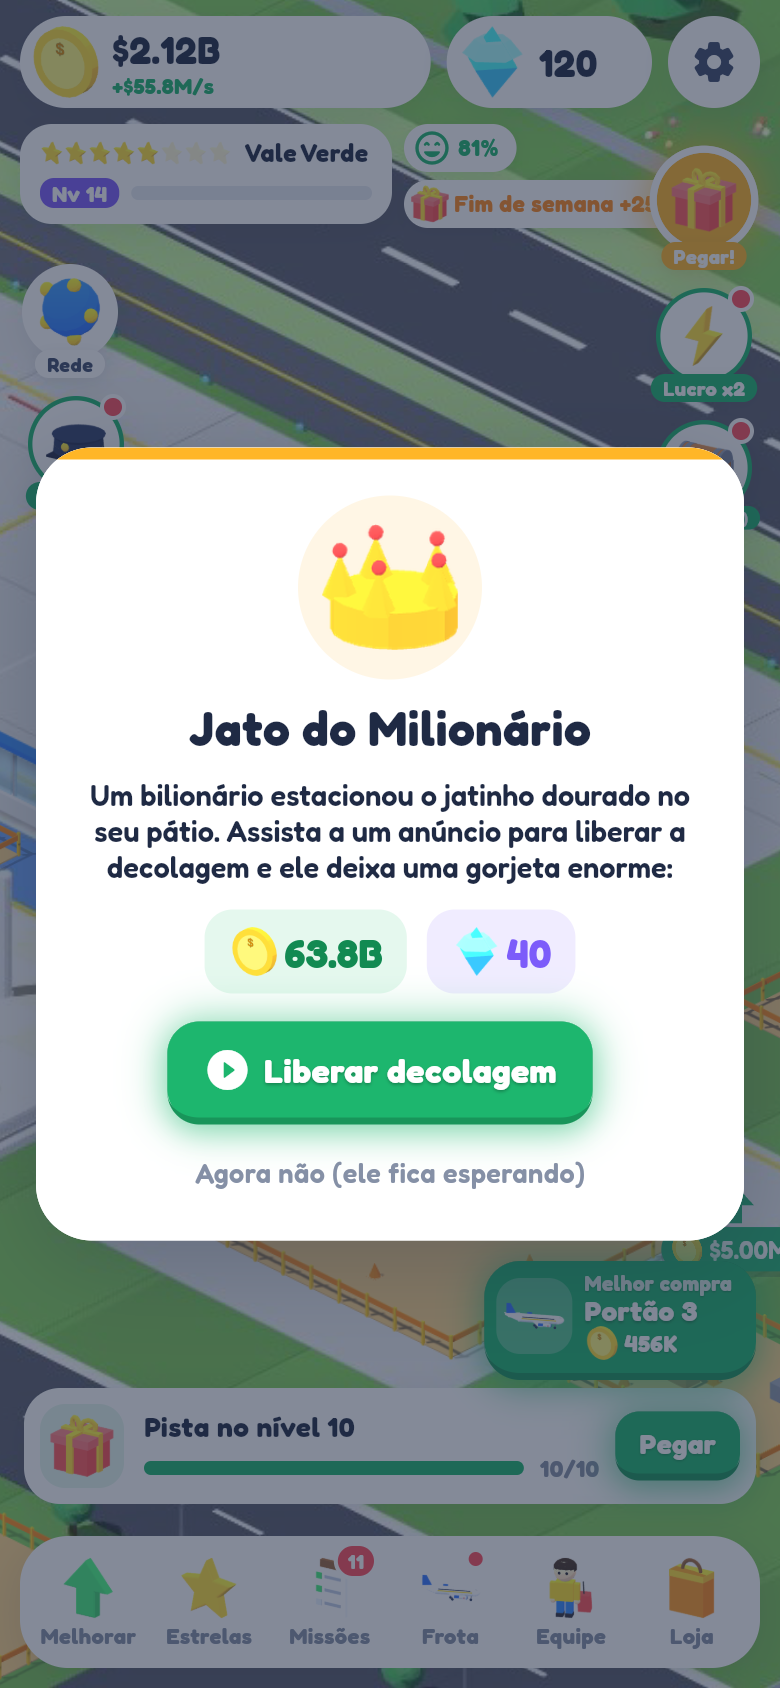 $2.12B
+$55.8M/s
120
Vale Verde
Nv 14
81%
Fim de semana +25
Pegar!
Rede
Lucro x2
Jato do Milionário
Um bilionário estacionou o jatinho dourado no
seu pátio. Assista a um anúncio para liberar a
decolagem e ele deixa uma gorjeta enorme:
63.8B
40
Liberar decolagem
Agora não (ele fica esperando)
$5.00M
Melhor compra
Portão 3
456K
Pista no nível 10
10/10
Pegar
11
Melhorar
Estrelas
Missões
Frota
Equipe
Loja